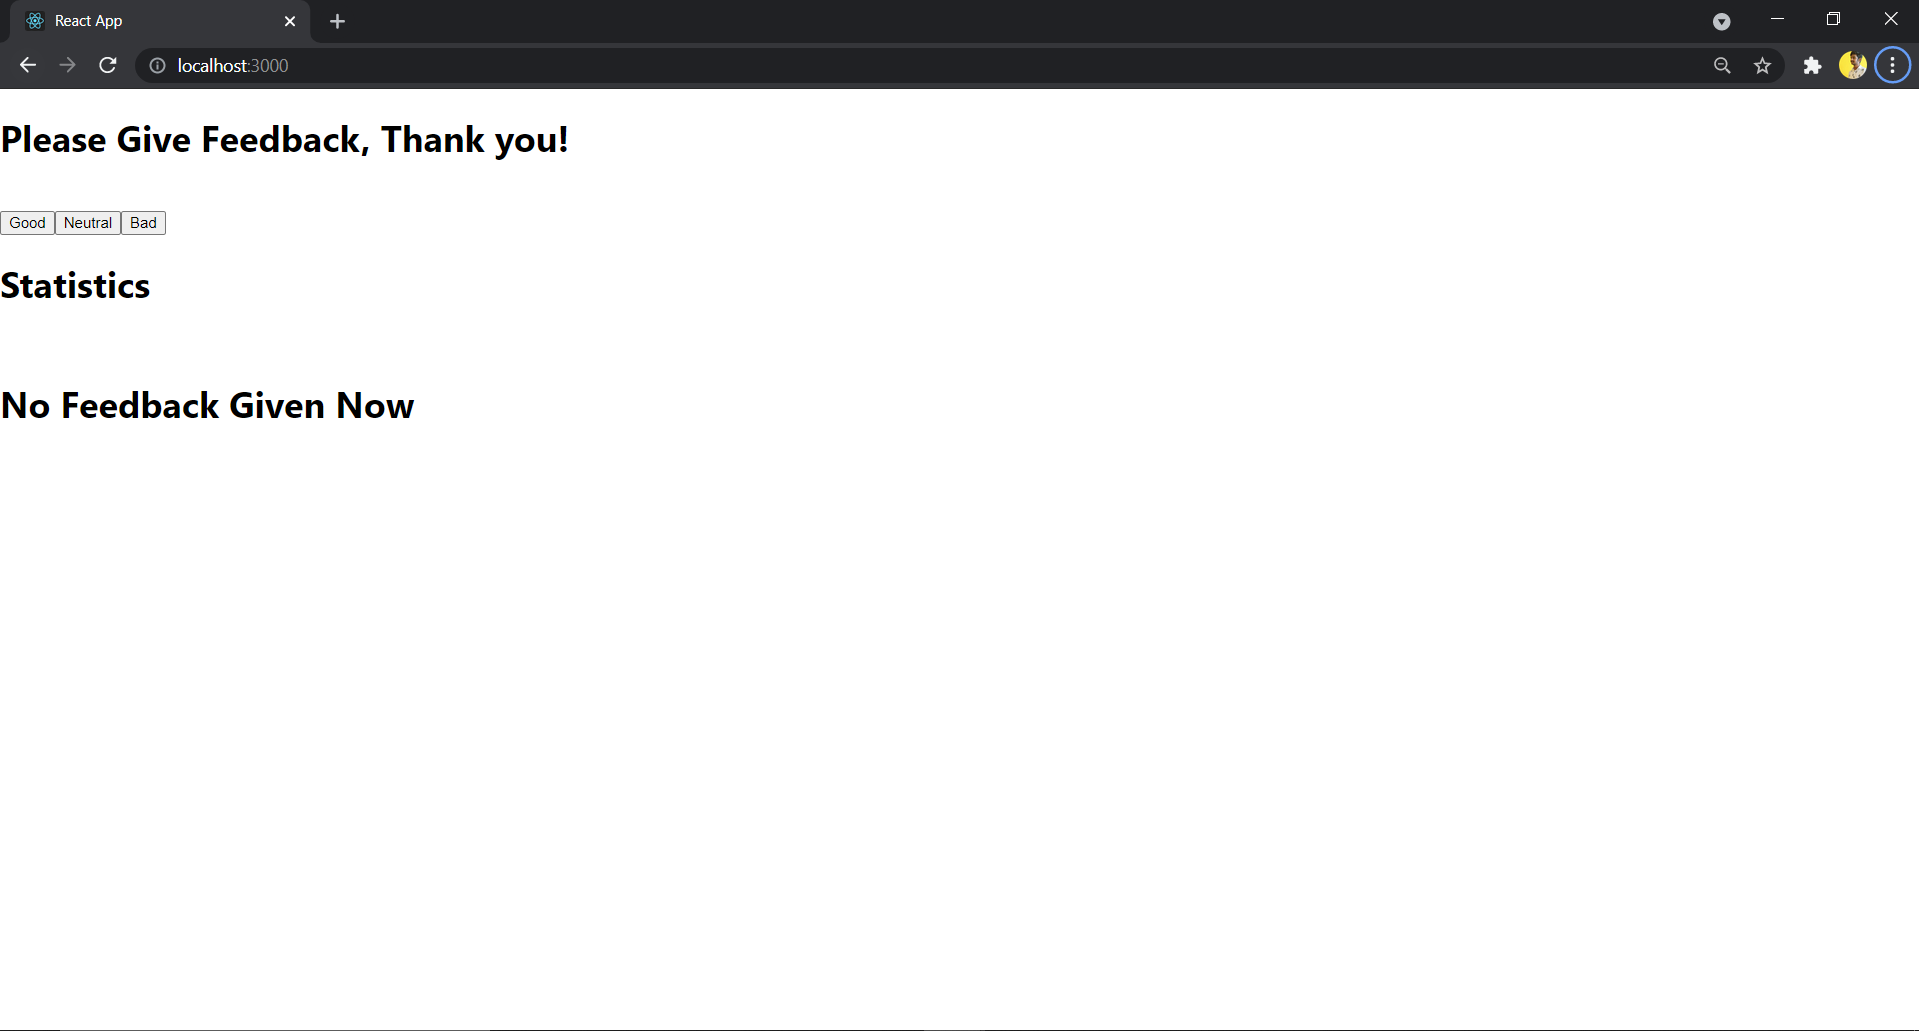 React App
localhost:3000
Please Give Feedback, Thank you!
Good Neutral Bad
Statistics
No Feedback Given Now